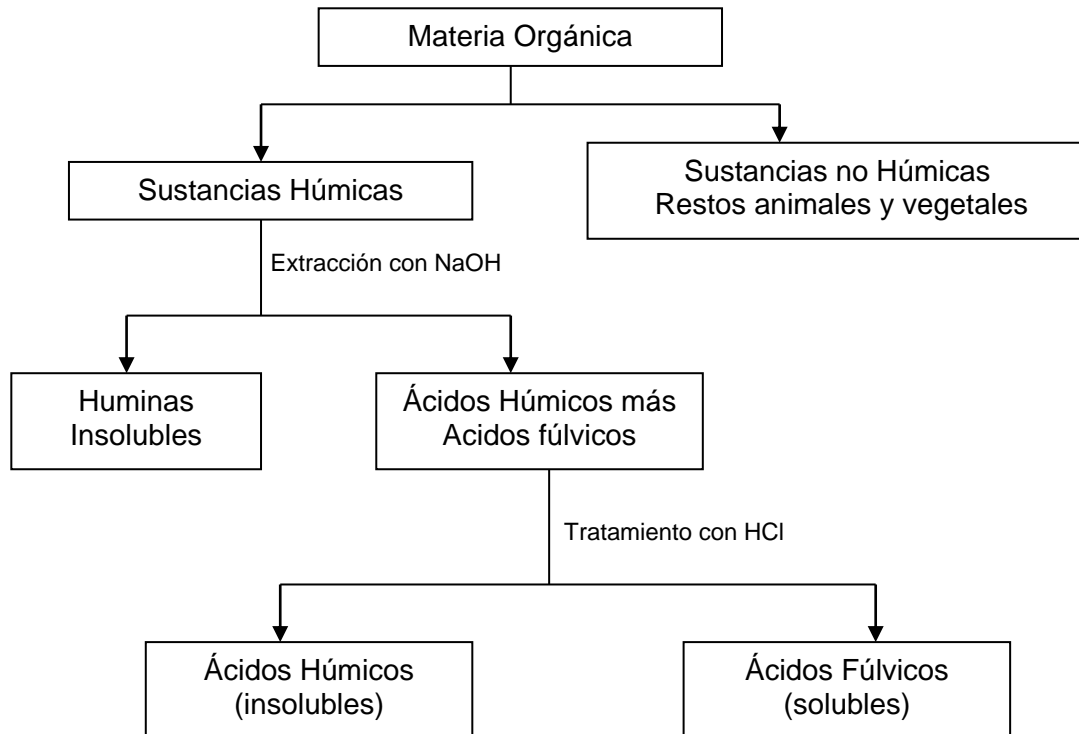 Materia Orgánica
Sustancias Húmicas
Sustancias no Húmicas
Restos animales y vegetales
Extracción con NaOH
Huminas
Insolubles
Ácidos Húmicos más
Acidos fúlvicos
Tratamiento con HCl
Ácidos Húmicos
(insolubles)
Ácidos Fúlvicos
(solubles)